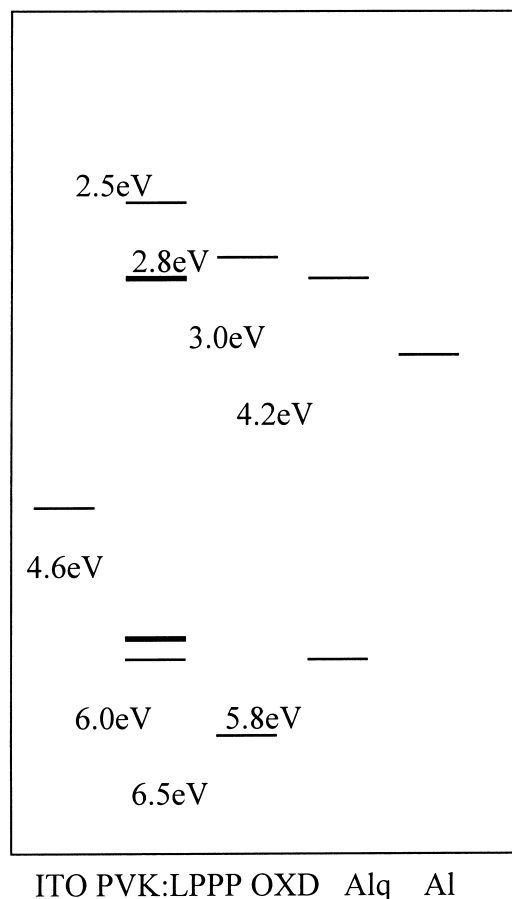 2.5eV
2.8eV
3.0eV
4.2eV
4.6eV
6.0eV 5.8eV
6.5eV
ITO PVK:LPPP OXD Alq Al